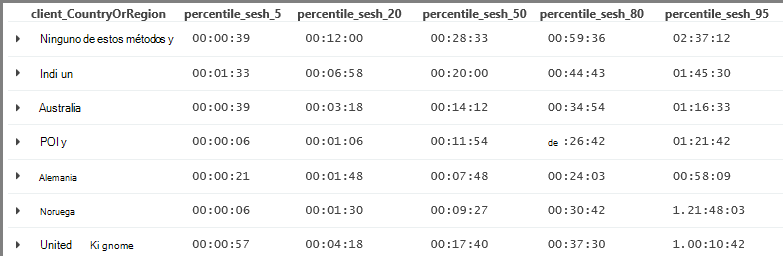 client_CountryOrRegion percentile_sesh_5 percentile_sesh_20 percentile_sesh_50 percentile_sesh_80 percentile_sesh_95
Ninguno de estos métodos y 00:00:39 00:12:00 00:28:33 00:59:36 02:37:12
Indi un 00:01:33 00:06:58 00:20:00 00:44:43 01:45:30
Australia 00:00:39 00:03:18 00:14:12 00:34:54 01:16:33
POI y 00:00:06 00:01:06 00:11:54 de :26:42 01:21:42
Alemania 00:00:21 00:01:48 00:07:48 00:24:03 00:58:09
Noruega 00:00:06 00:01:30 00:09:27 00:30:42 1.21:48:03
United Ki gnome 00:00:57 00:04:18 00:17:40 00:37:30 1.00:10:42